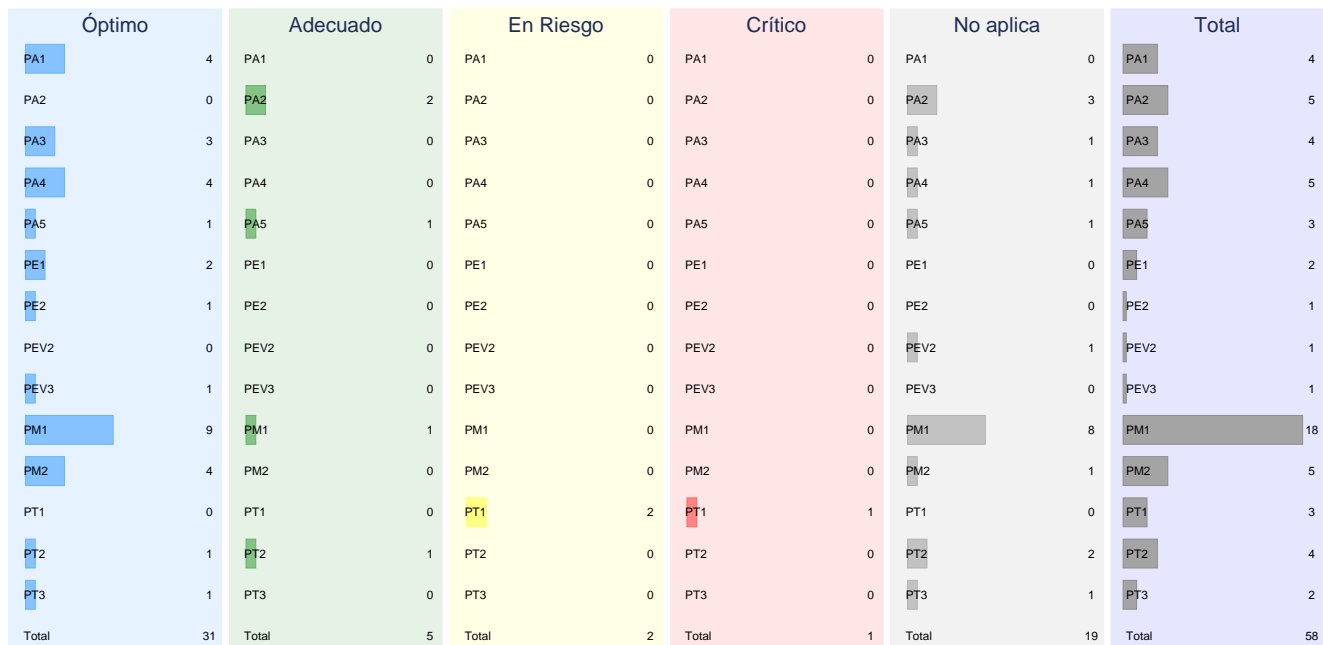 Óptimo Adecuado En Riesgo Crítico No aplica Total
PA1 4 PA1 0 PA1 0 PA1 0 PA1 0 PA1 4
PA2 0 PA2 2 PA2 0 PA2 0 PA2 3 PA2 5
PA3 3 PA3 0 PA3 0 PA3 0 PA3 1 PA3 4
PA4 4 PA4 0 PA4 0 PA4 0 PA4 1 PA4 5
PA5 1 PA5 1 PA5 0 PA5 0 PA5 1 PA5 3
PE1 2 PE1 0 PE1 0 PE1 0 PE1 0 PE1 2
PE2 1 PE2 0 PE2 0 PE2 0 PE2 0 PE2 1
PEV2 0 PEV2 0 PEV2 0 PEV2 0 PEV2 1 PEV2 1
PEV3 1 PEV3 0 PEV3 0 PEV3 0 PEV3 0 PEV3 1
PM1 9 PM1 1 PM1 0 PM1 0 PM1 8 PM1 18
PM2 4 PM2 0 PM2 0 PM2 0 PM2 1 PM2 5
PT1 0 PT1 0 PT1 2 PT1 1 PT1 0 PT1 3
PT2 1 PT2 1 PT2 0 PT2 0 PT2 2 PT2 4
PT3 1 PT3 0 PT3 0 PT3 0 PT3 1 PT3 2
Total 31 Total 5 Total 2 Total 1 Total 19 Total 58